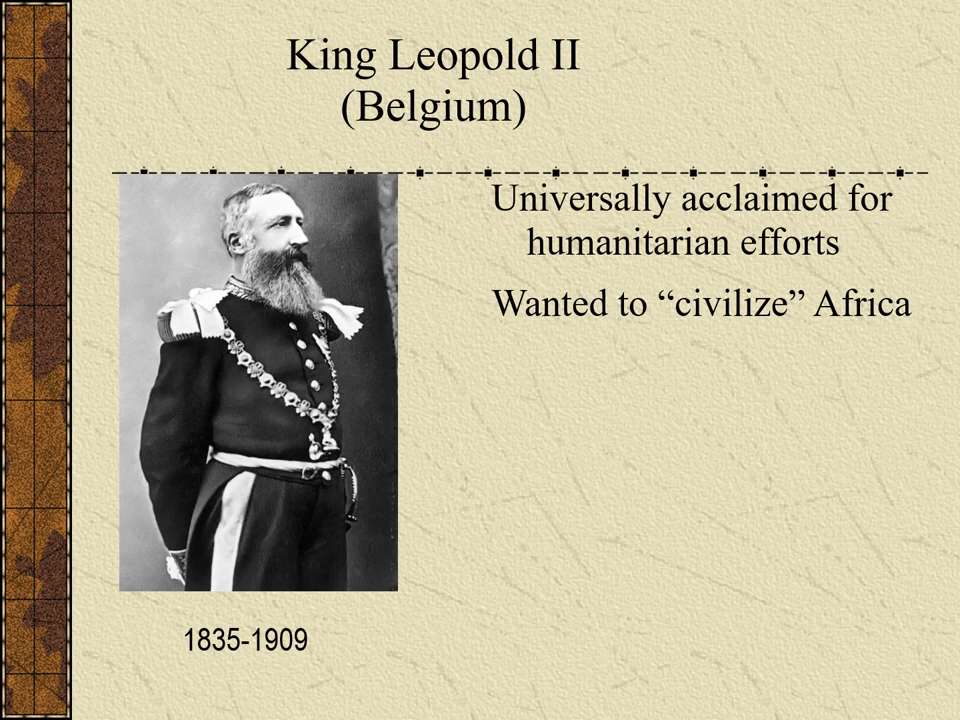 King Leopold II
(Belgium)
Universally acclaimed for
humanitarian efforts
Wanted to “civilize” Africa
1835-1909